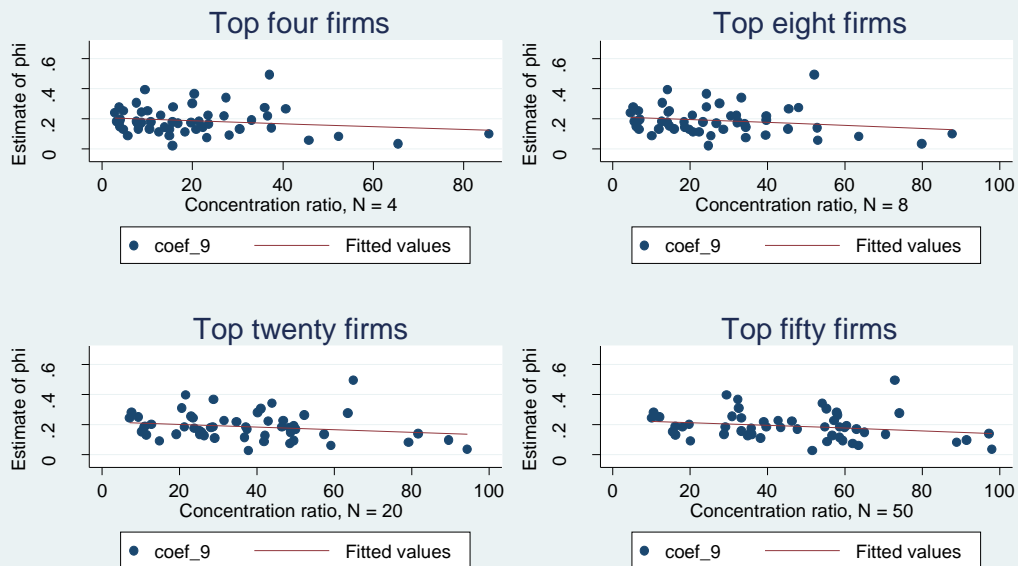 Top four firms
Estimate of phi
.6
.4
.2
0
0 20 40 60 80
Concentration ratio, N = 4
coef_9 Fitted values
Top eight firms
Estimate of phi
.6
.4
.2
0
0 20 40 60 80 100
Concentration ratio, N = 8
coef_9 Fitted values
Top twenty firms
Estimate of phi
.6
.4
.2
0
0 20 40 60 80 100
Concentration ratio, N = 20
coef_9 Fitted values
Top fifty firms
Estimate of phi
.6
.4
.2
0
0 20 40 60 80 100
Concentration ratio, N = 50
coef_9 Fitted values